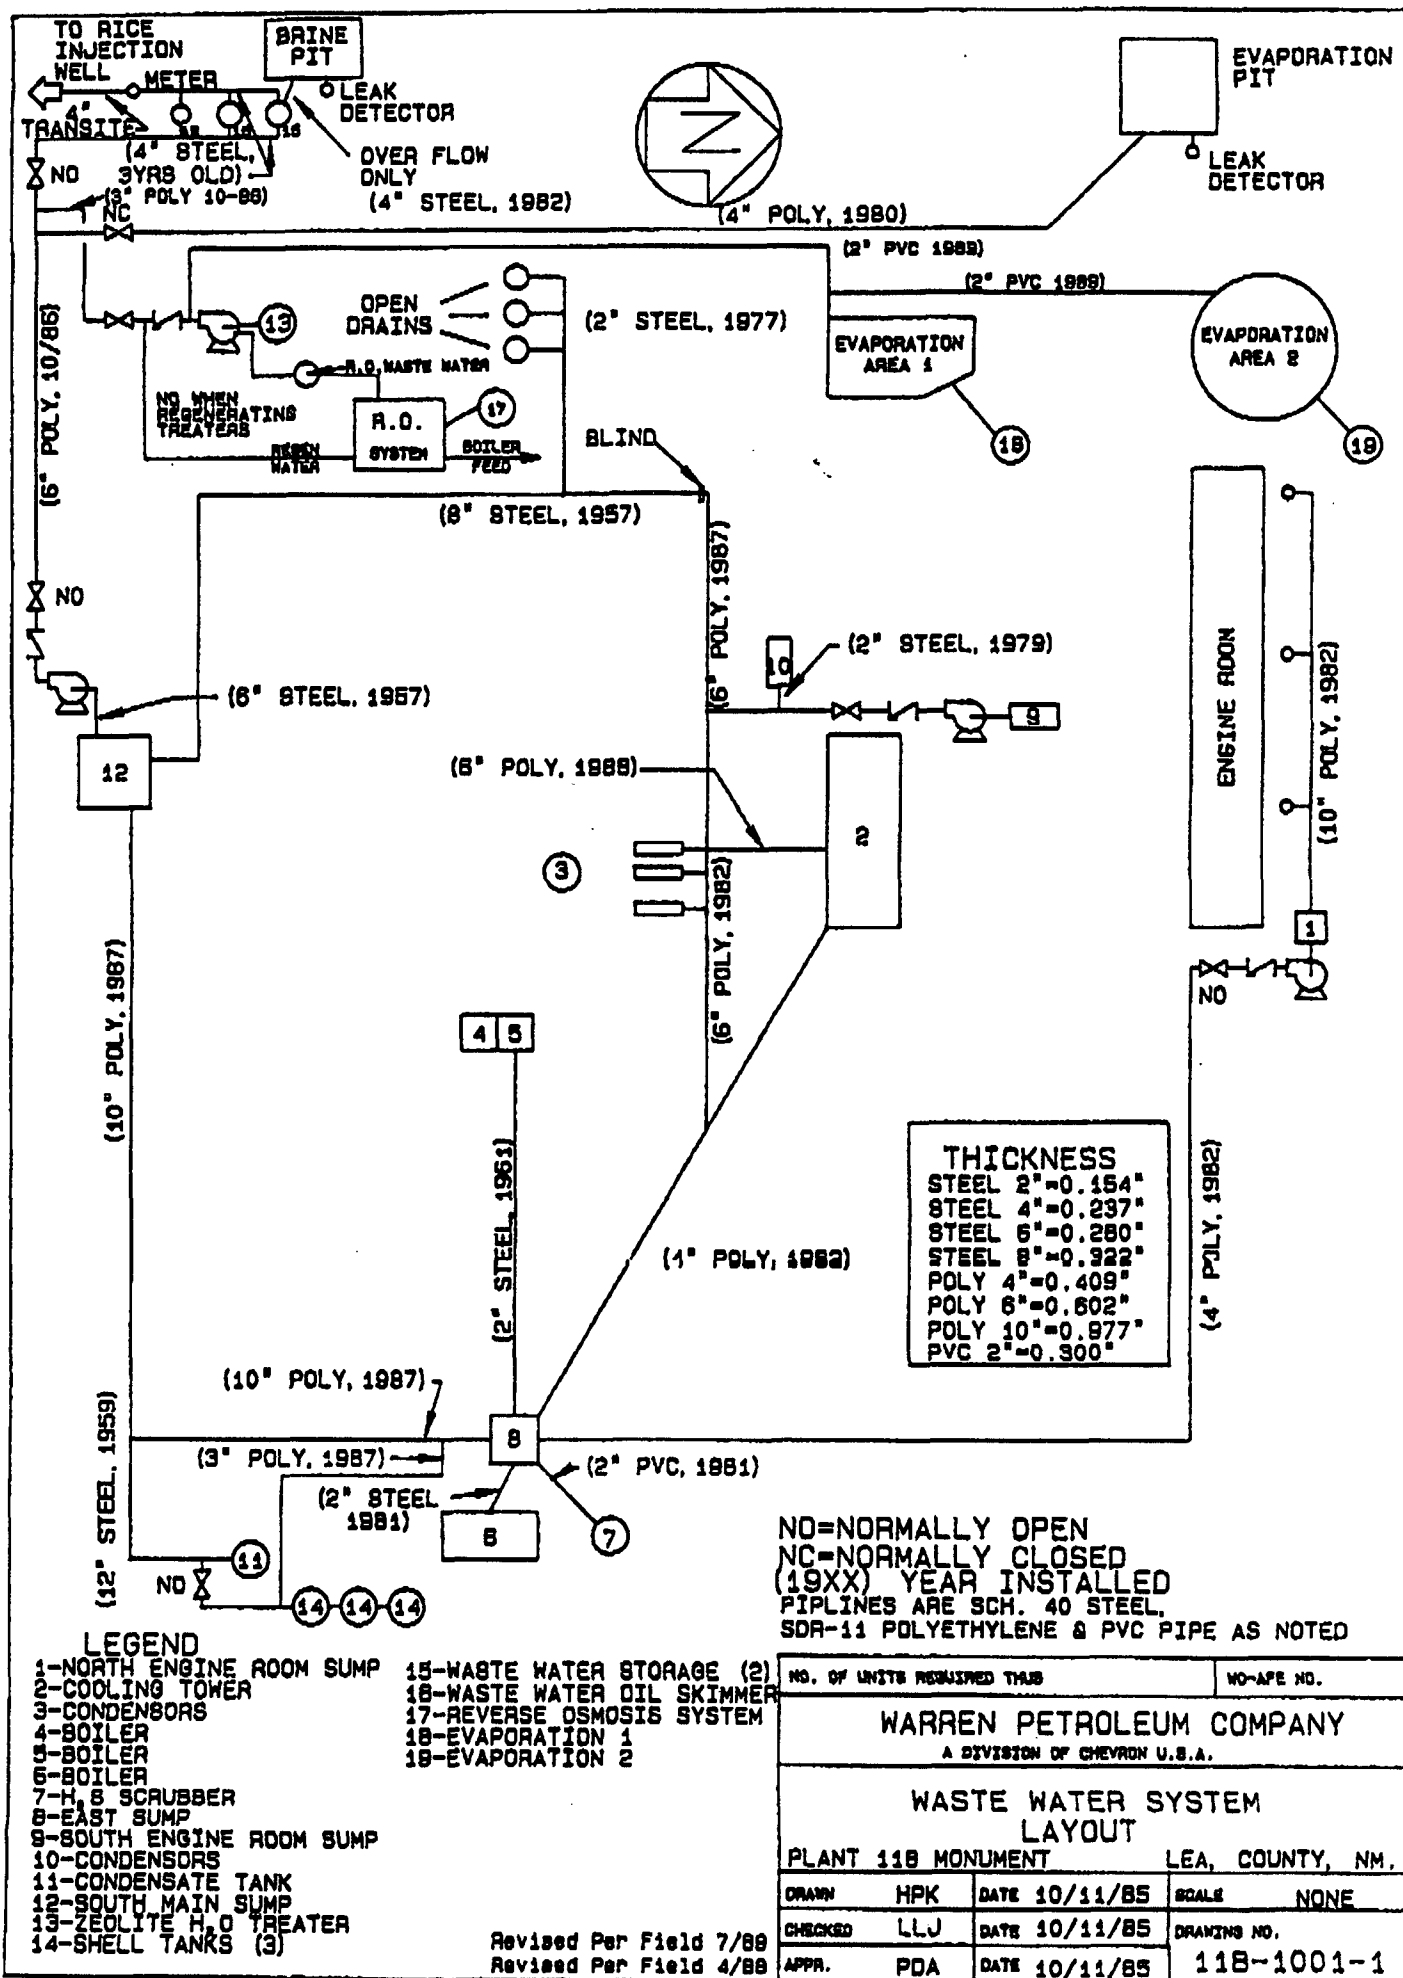 TO RICE
INJECTION
WELL
BRINE
PIT
METER
LEAK
DETECTOR
4"
TRANSITE
15
16
(4" STEEL,
3YRS OLD)
OVER FLOW
ONLY
(4" STEEL, 1982)
NO
(3" POLY 10-86)
NC
EVAPORATION
PIT
LEAK
DETECTOR
N
(4" POLY, 1980)
(2" PVC 1989)
(2" PVC 1989)
(6" POLY, 10/86)
13
OPEN
DRAINS
(2" STEEL, 1977)
EVAPORATION
AREA 1
EVAPORATION
AREA 2
R.O. WASTE WATER
NO WHEN
REGENERATING
TREATERS
R.O.
SYSTEM
17
REGEN
WATER
BOILER
FEED
BLIND
18
19
(8" STEEL, 1957)
(6" POLY, 1987)
NO
ENGINE ROOM
(10" POLY, 1982)
10
(2" STEEL, 1979)
(6" STEEL, 1957)
9
12
(6" POLY, 1988)
2
3
(6" POLY, 1982)
1
NO
(10" POLY, 1987)
4 5
(2" STEEL, 1961)
THICKNESS
STEEL 2"=0.154"
STEEL 4"=0.237"
STEEL 6"=0.280"
STEEL 8"=0.322"
POLY 4"=0.409"
POLY 6"=0.602"
POLY 10"=0.977"
PVC 2"=0.300"
(4" POLY, 1982)
POLY, 1982)
(10" POLY, 1987)
(12" STEEL, 1959)
8
(3" POLY, 1987)
(2" PVC, 1981)
(2" STEEL
1981)
6
7
11
NO
14 14 14
NO=NORMALLY OPEN
NC=NORMALLY CLOSED
(19XX) YEAR INSTALLED
PIPLINES ARE SCH. 40 STEEL,
SDR-11 POLYETHYLENE & PVC PIPE AS NOTED
LEGEND
1-NORTH ENGINE ROOM SUMP
2-COOLING TOWER
3-CONDENSORS
4-BOILER
5-BOILER
6-BOILER
7-H2S SCRUBBER
8-EAST SUMP
9-SOUTH ENGINE ROOM SUMP
10-CONDENSORS
11-CONDENSATE TANK
12-SOUTH MAIN SUMP
13-ZEOLITE H2O TREATER
14-SHELL TANKS (3)
15-WASTE WATER STORAGE (2)
16-WASTE WATER OIL SKIMMER
17-REVERSE OSMOSIS SYSTEM
18-EVAPORATION 1
19-EVAPORATION 2
Revised Per Field 7/89
Revised Per Field 4/88
NO. OF UNITS REQUIRED THUS
WO-AFE NO.
WARREN PETROLEUM COMPANY
A DIVISION OF CHEVRON U.S.A.
WASTE WATER SYSTEM
LAYOUT
PLANT 118 MONUMENT LEA, COUNTY, NM.
DRAWN HPK DATE 10/11/85 SCALE NONE
CHECKED LLJ DATE 10/11/85 DRAWING NO.
APPR. PDA DATE 10/11/85 118-1001-1